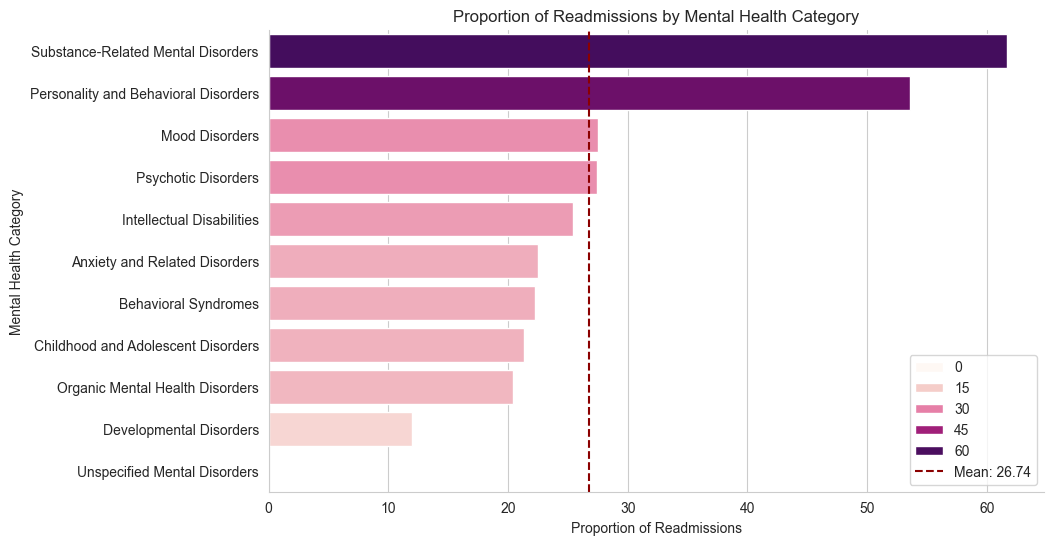 Proportion of Readmissions by Mental Health Category
Mental Health Category
Substance-Related Mental Disorders
Personality and Behavioral Disorders
Mood Disorders
Psychotic Disorders
Intellectual Disabilities
Anxiety and Related Disorders
Behavioral Syndromes
Childhood and Adolescent Disorders
Organic Mental Health Disorders
Developmental Disorders
Unspecified Mental Disorders
0
15
30
45
60
Mean: 26.74
0 10 20 30 40 50 60
Proportion of Readmissions